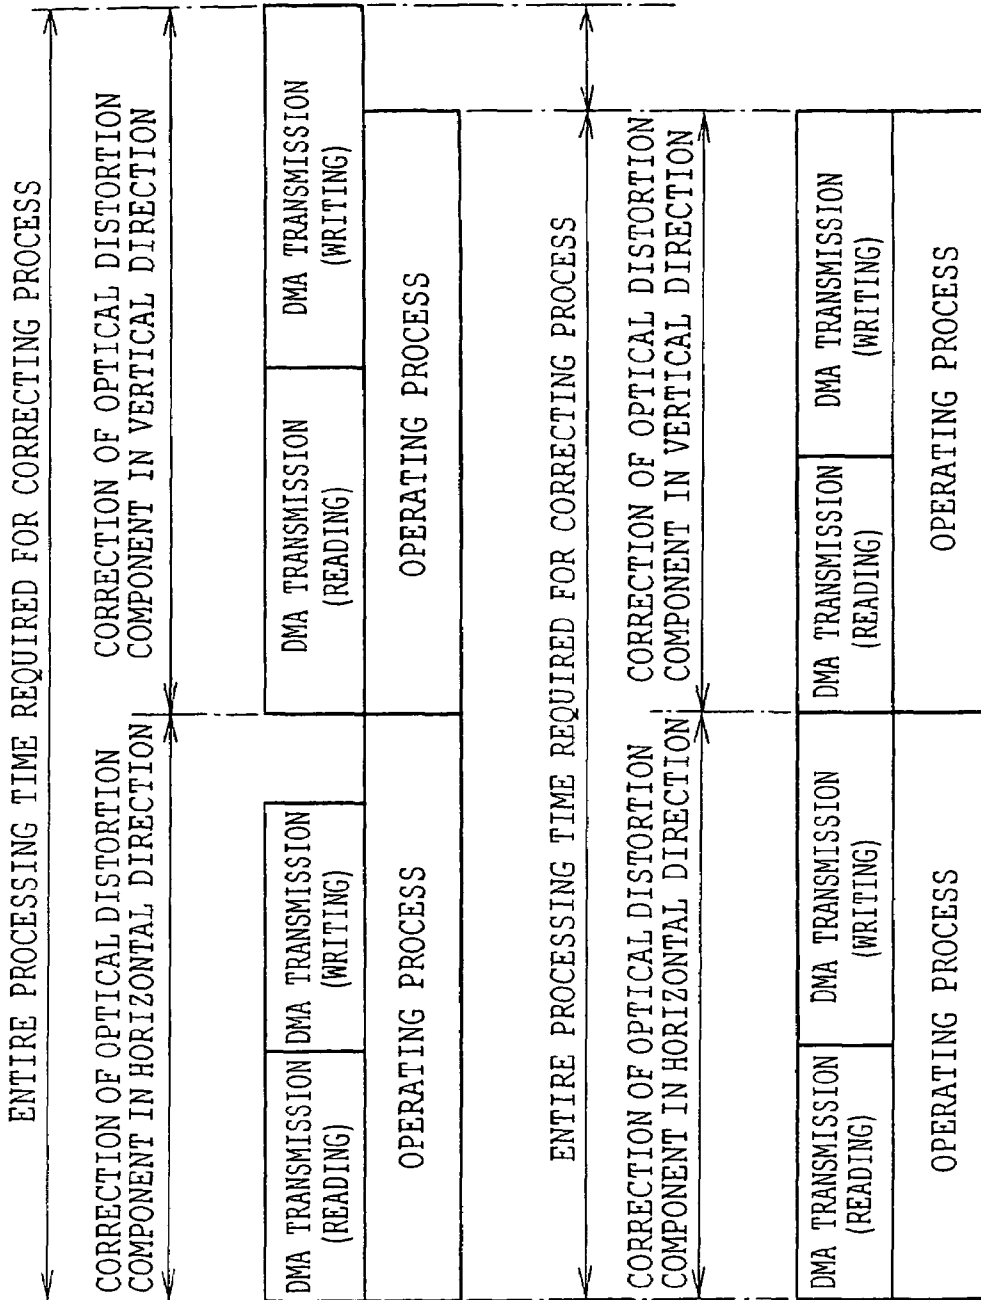 ENTIRE PROCESSING TIME REQUIRED FOR CORRECTING PROCESS
CORRECTION OF OPTICAL DISTORTION
COMPONENT IN HORIZONTAL DIRECTION
CORRECTION OF OPTICAL DISTORTION
COMPONENT IN VERTICAL DIRECTION
DMA TRANSMISSION
(READING)
DMA TRANSMISSION
(WRITING)
DMA TRANSMISSION
(READING)
DMA TRANSMISSION
(WRITING)
OPERATING PROCESS
OPERATING PROCESS
ENTIRE PROCESSING TIME REQUIRED FOR CORRECTING PROCESS
CORRECTION OF OPTICAL DISTORTION
COMPONENT IN HORIZONTAL DIRECTION
CORRECTION OF OPTICAL DISTORTION
COMPONENT IN VERTICAL DIRECTION
DMA TRANSMISSION
(READING)
DMA TRANSMISSION
(WRITING)
DMA TRANSMISSION
(READING)
DMA TRANSMISSION
(WRITING)
OPERATING PROCESS
OPERATING PROCESS